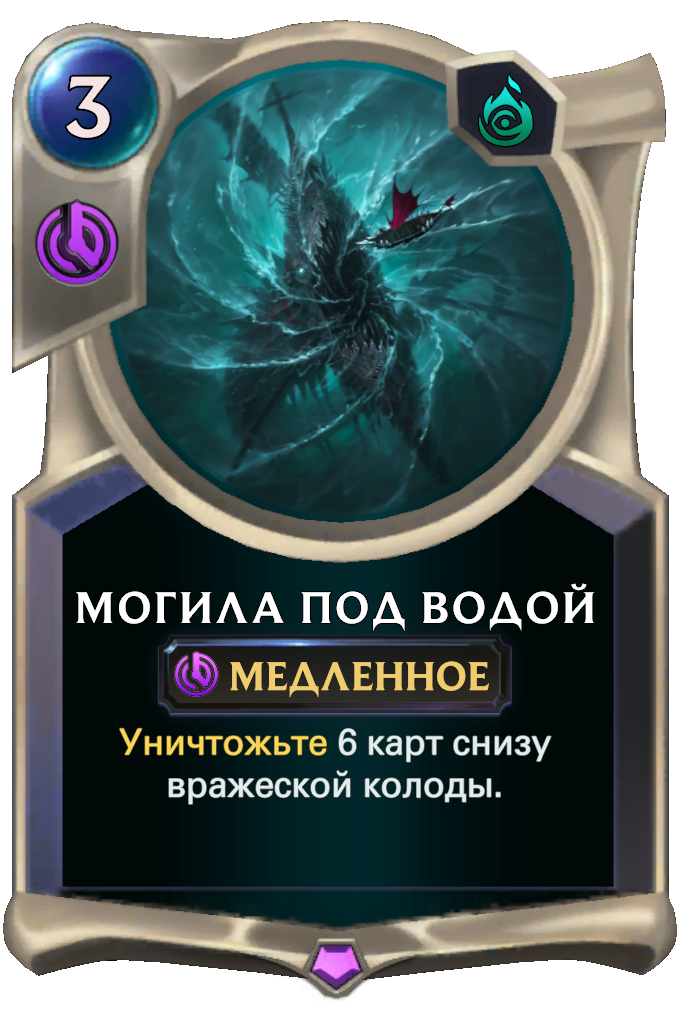 3
МОГИЛА ПОД ВОДОЙ
МЕДЛЕННОЕ
Уничтожьте 6 карт снизу
вражеской колоды.